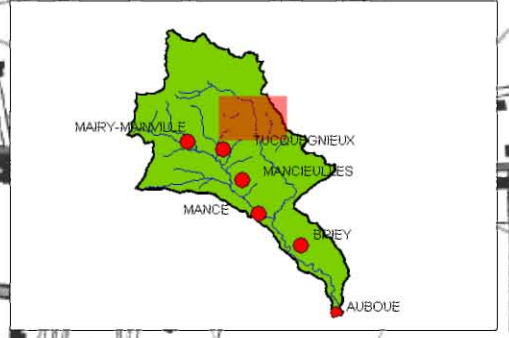 MAIRY-MAINVILLE
TUCQUEGNIEUX
MANCIEULLES
MANCE
BRIEY
AUBOUE